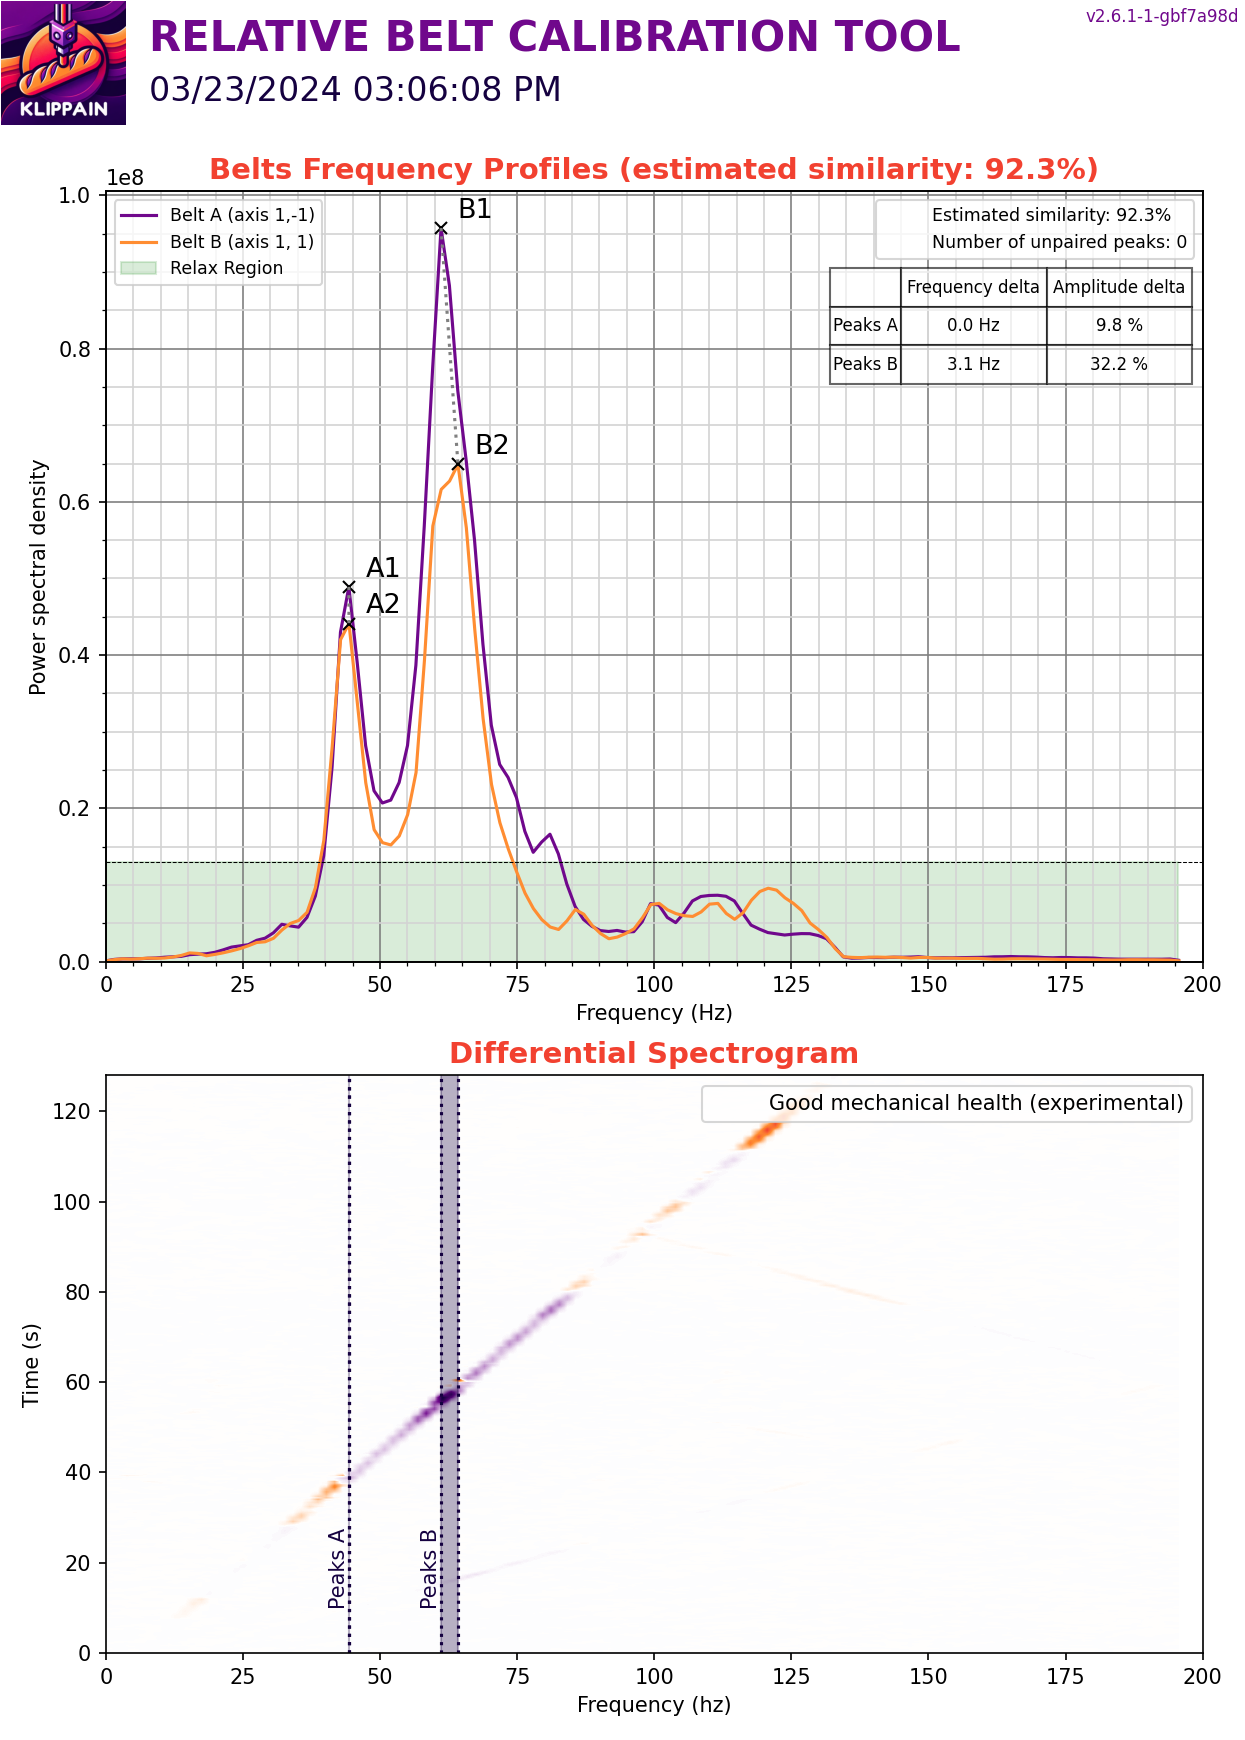 KLIPPAIN
RELATIVE BELT CALIBRATION TOOL
03/23/2024 03:06:08 PM
v2.6.1-1-gbf7a98d
Belts Frequency Profiles (estimated similarity: 92.3%)
1e8
Belt A (axis 1,-1)
Belt B (axis 1, 1)
Relax Region
Estimated similarity: 92.3%
Number of unpaired peaks: 0
Frequency delta Amplitude delta
Peaks A 0.0 Hz 9.8 %
Peaks B 3.1 Hz 32.2 %
B1
B2
A1
A2
Power spectral density
1.0
0.8
0.6
0.4
0.2
0.0
0 25 50 75 100 125 150 175 200
Frequency (Hz)
Differential Spectrogram
Good mechanical health (experimental)
Time (s)
120
100
80
60
40
20
0
Peaks A
Peaks B
0 25 50 75 100 125 150 175 200
Frequency (hz)